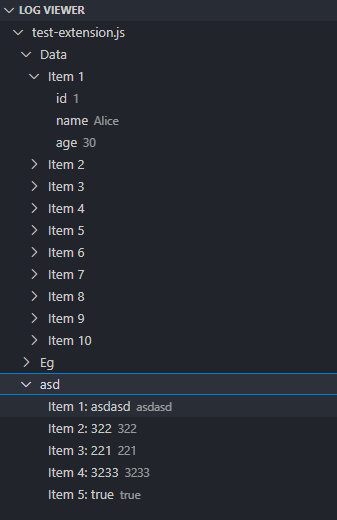 LOG VIEWER
test-extension.js
Data
Item 1
id 1
name Alice
age 30
Item 2
Item 3
Item 4
Item 5
Item 6
Item 7
Item 8
Item 9
Item 10
Eg
asd
Item 1: asdasd asdasd
Item 2: 322 322
Item 3: 221 221
Item 4: 3233 3233
Item 5: true true